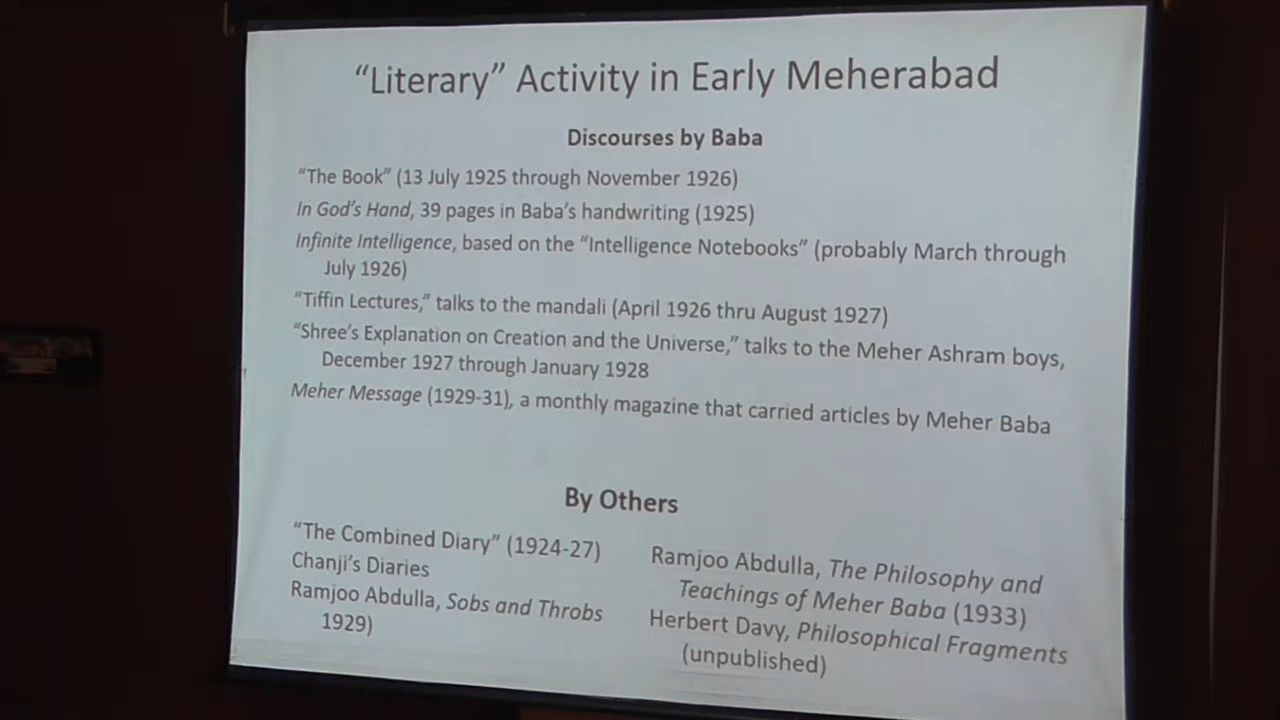 “Literary” Activity in Early Meherabad
Discourses by Baba
“The Book” (13 July 1925 through November 1926)
In God’s Hand, 39 pages in Baba’s handwriting (1925)
Infinite Intelligence, based on the “Intelligence Notebooks” (probably March through
July 1926)
“Tiffin Lectures,” talks to the mandali (April 1926 thru August 1927)
“Shree’s Explanation on Creation and the Universe,” talks to the Meher Ashram boys,
December 1927 through January 1928
Meher Message (1929-31), a monthly magazine that carried articles by Meher Baba
By Others
“The Combined Diary” (1924-27)
Chanji’s Diaries
Ramjoo Abdulla, Sobs and Throbs
1929)
Ramjoo Abdulla, The Philosophy and
Teachings of Meher Baba (1933)
Herbert Davy, Philosophical Fragments
(unpublished)